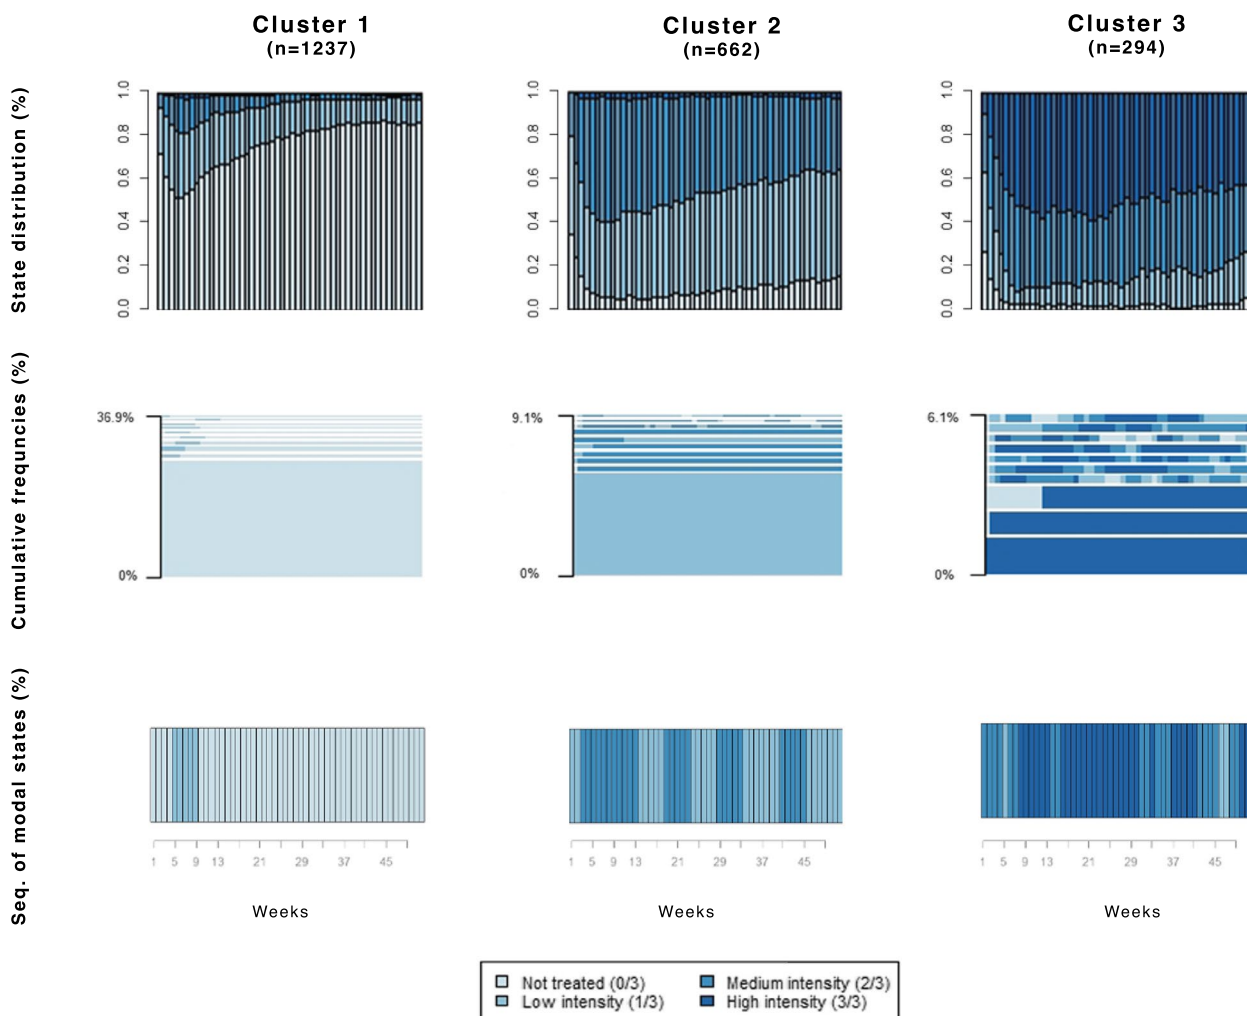 Cluster 1
(n=1237)
Cluster 2
(n=662)
Cluster 3
(n=294)
State distribution (%)
1.0
0.8
0.6
0.4
0.2
0.0
1.0
0.8
0.6
0.4
0.2
0.0
1.0
0.8
0.6
0.4
0.2
0.0
Cumulative frequncies (%)
36.9%
0%
9.1%
0%
6.1%
0%
Seq. of modal states (%)
1 5 9 13 21 29 37 45
1 5 9 13 21 29 37 45
1 5 9 13 21 29 37 45
Weeks
Weeks
Weeks
Not treated (0/3)
Low intensity (1/3)
Medium intensity (2/3)
High intensity (3/3)